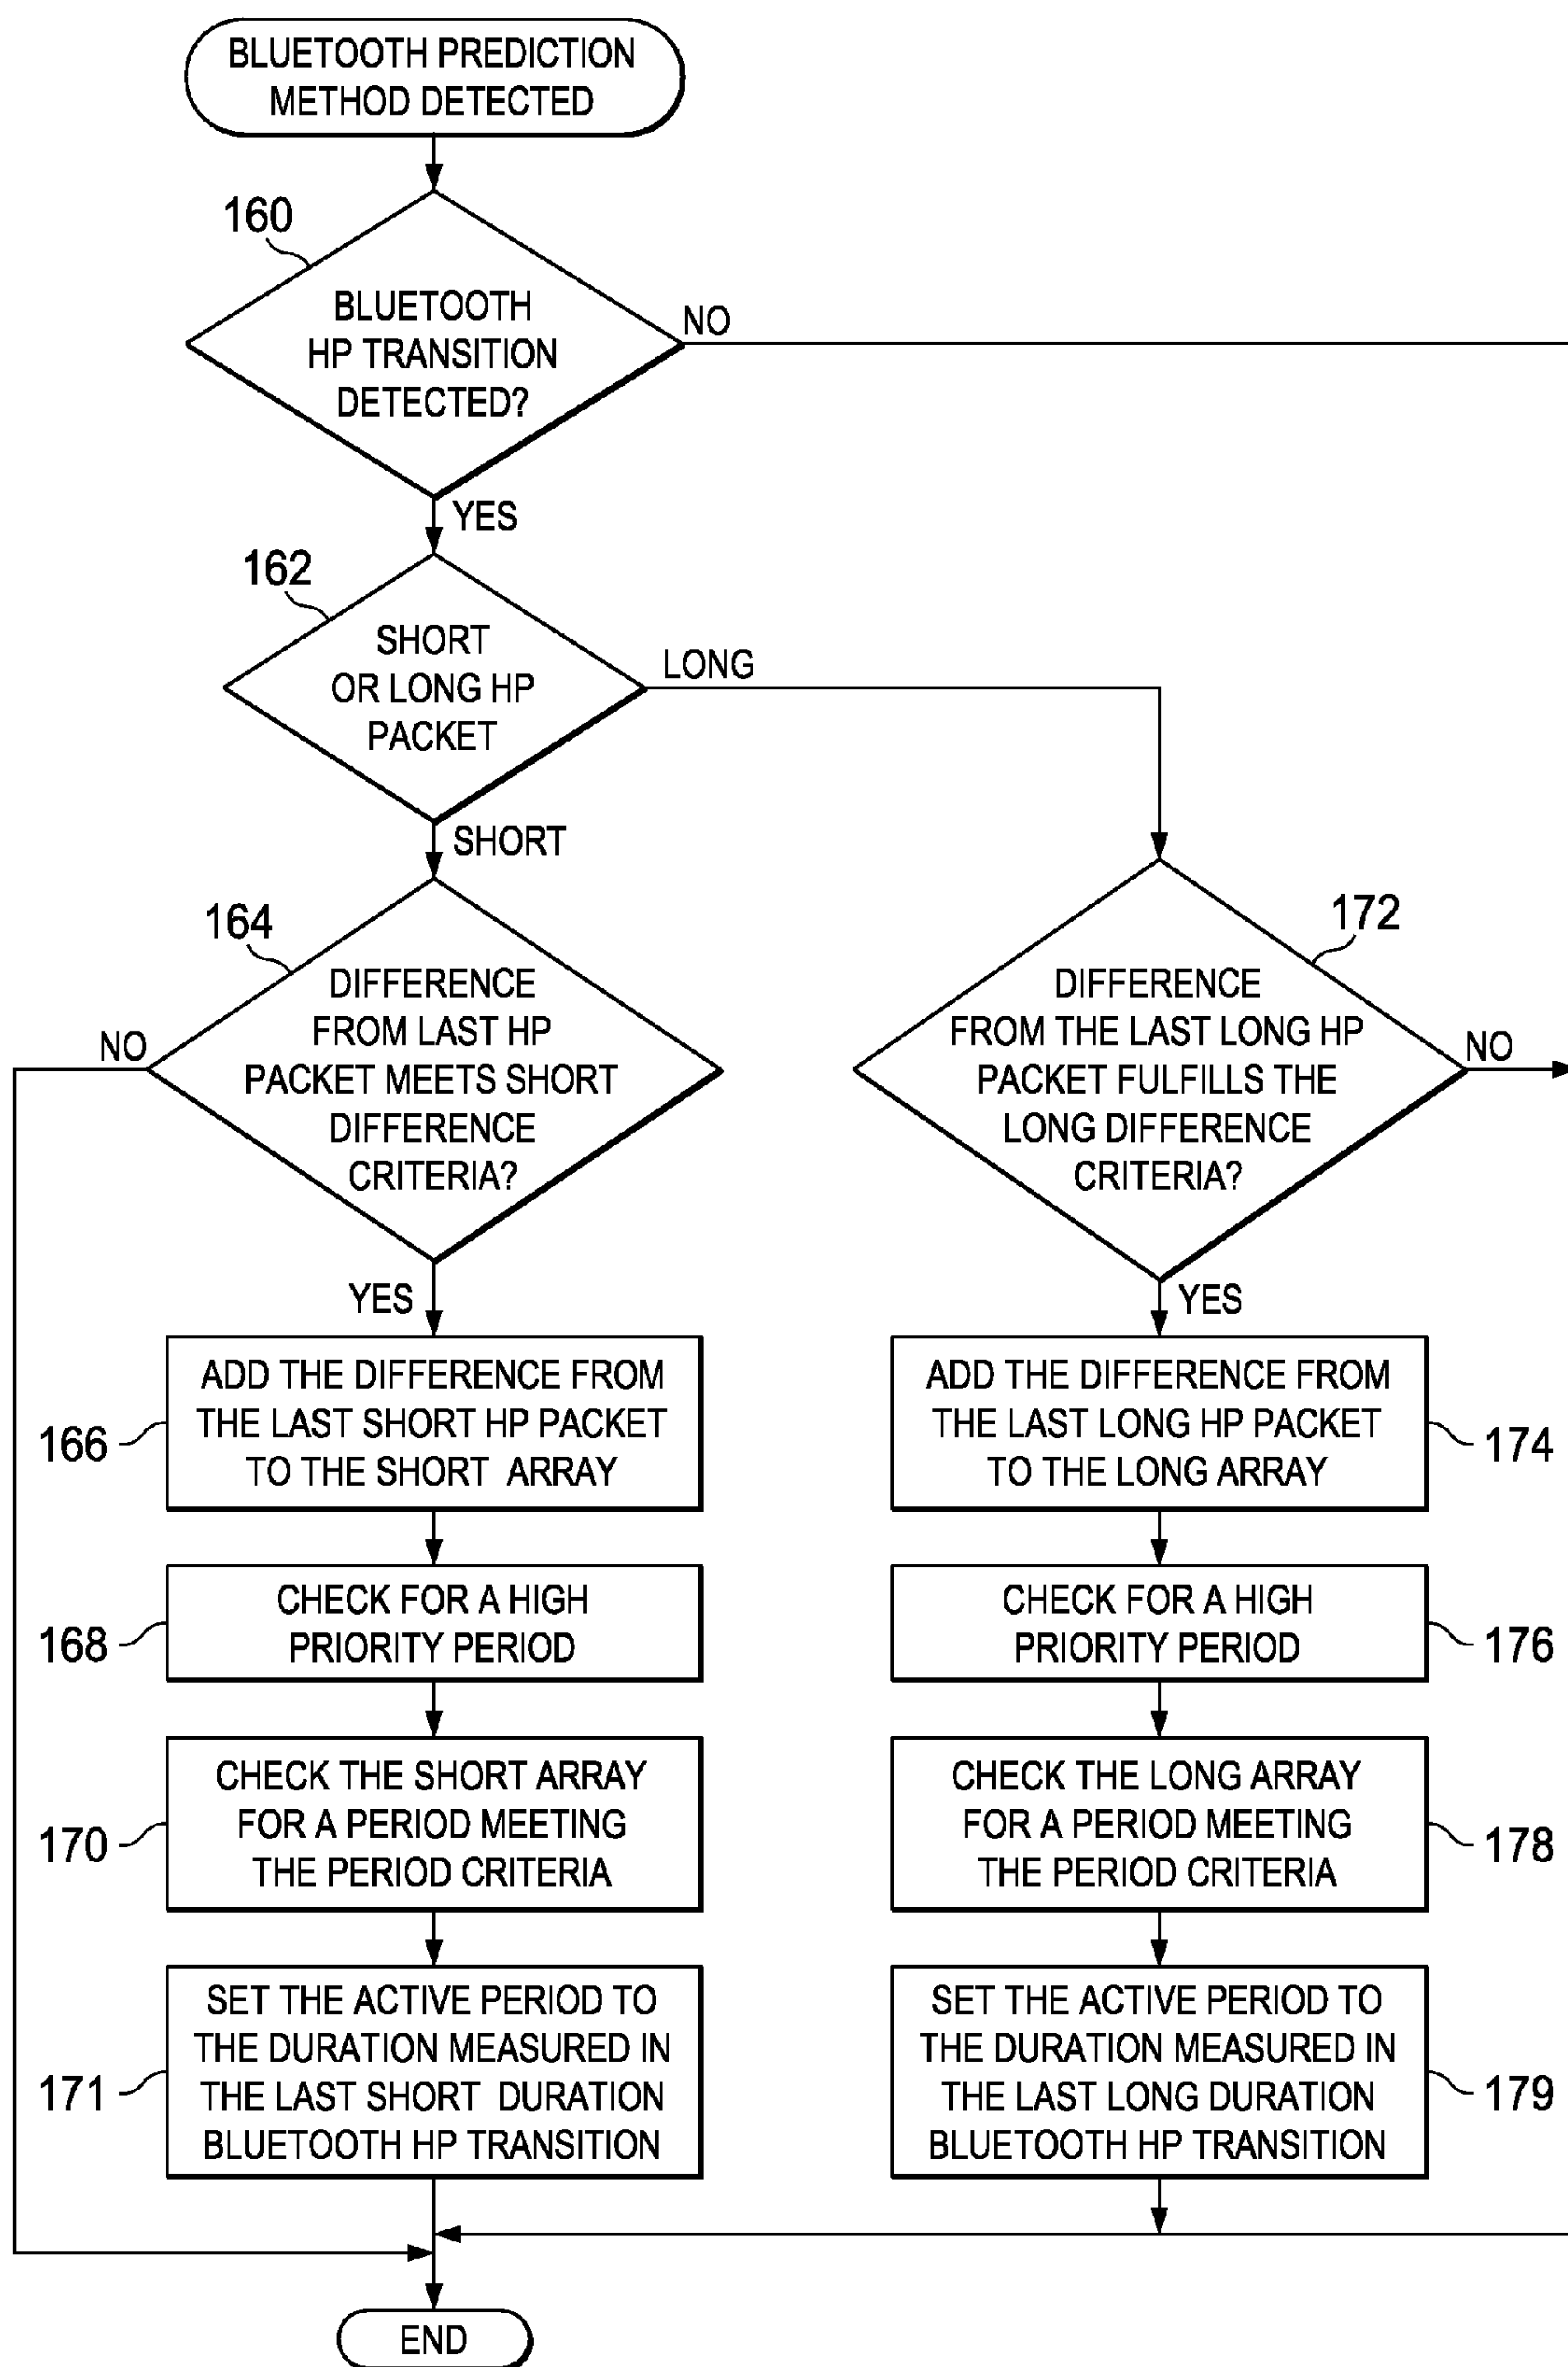 BLUETOOTH PREDICTION
METHOD DETECTED
160
BLUETOOTH
HP TRANSITION
DETECTED?
NO
YES
162
SHORT
OR LONG HP
PACKET
LONG
SHORT
164
DIFFERENCE
FROM LAST HP
PACKET MEETS SHORT
DIFFERENCE
CRITERIA?
NO
YES
172
DIFFERENCE
FROM THE LAST LONG HP
PACKET FULFILLS THE
LONG DIFFERENCE
CRITERIA?
NO
YES
166
ADD THE DIFFERENCE FROM
THE LAST SHORT HP PACKET
TO THE SHORT ARRAY
ADD THE DIFFERENCE FROM
THE LAST LONG HP PACKET
TO THE LONG ARRAY
174
168
CHECK FOR A HIGH
PRIORITY PERIOD
CHECK FOR A HIGH
PRIORITY PERIOD
176
170
CHECK THE SHORT ARRAY
FOR A PERIOD MEETING
THE PERIOD CRITERIA
CHECK THE LONG ARRAY
FOR A PERIOD MEETING
THE PERIOD CRITERIA
178
171
SET THE ACTIVE PERIOD TO
THE DURATION MEASURED IN
THE LAST SHORT DURATION
BLUETOOTH HP TRANSITION
SET THE ACTIVE PERIOD TO
THE DURATION MEASURED IN
THE LAST LONG DURATION
BLUETOOTH HP TRANSITION
179
END